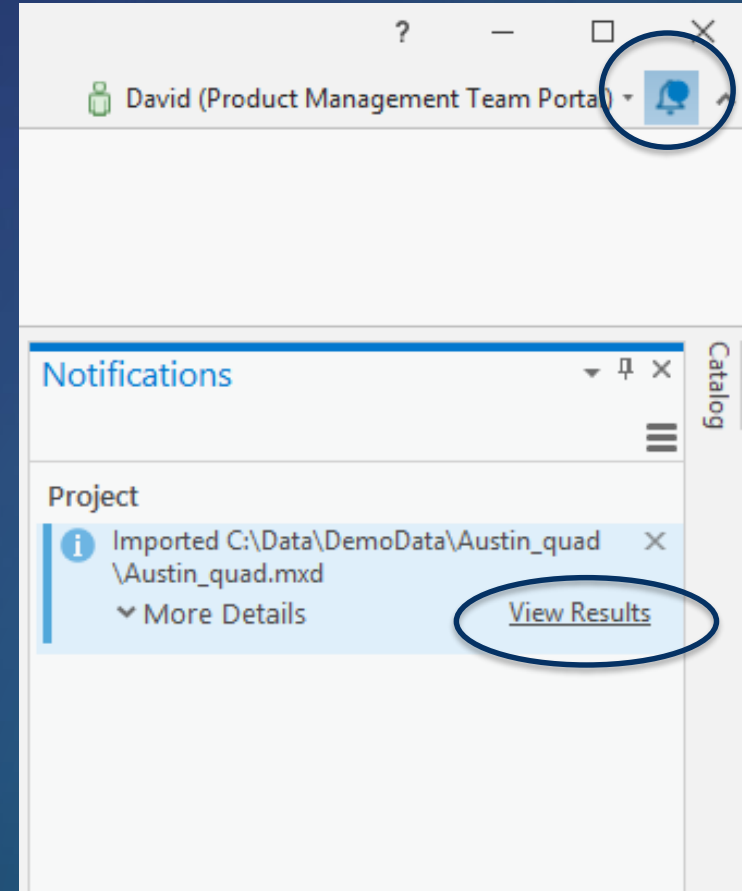 ?
David (Product Management Team Portal)
Notifications
Catalog
Project
Imported C:\Data\DemoData\Austin_quad
\Austin_quad.mxd
More Details View Results